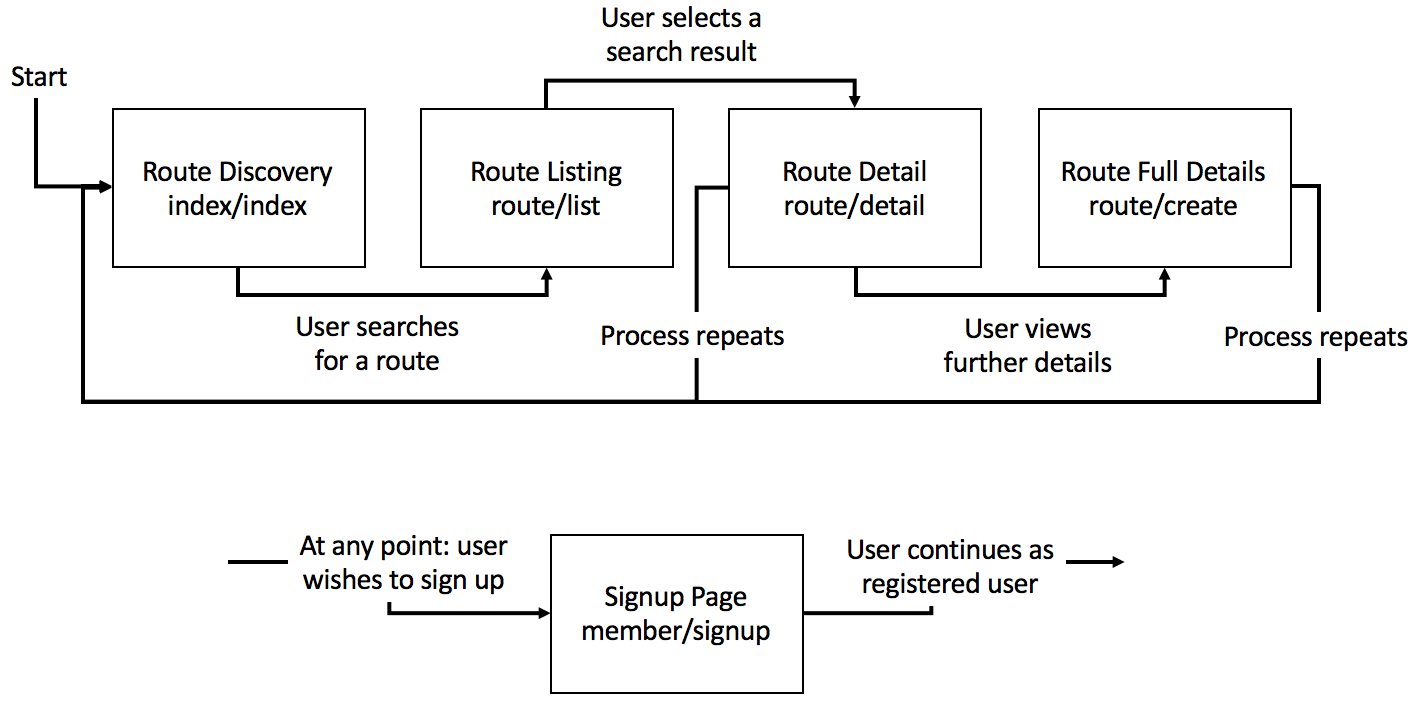 User selects a
search result
Start
Route Discovery
index/index
Route Listing
route/list
Route Detail
route/detail
Route Full Details
route/create
User searches
for a route
Process repeats
User views
further details
Process repeats
At any point: user
wishes to sign up
Signup Page
member/signup
User continues as
registered user